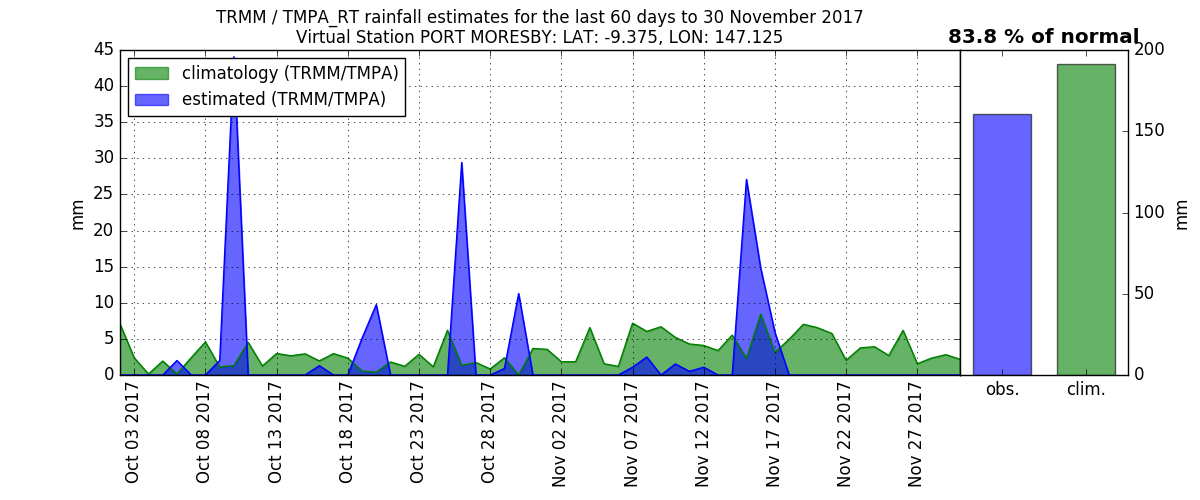 TRMM / TMPA_RT rainfall estimates for the last 60 days to 30 November 2017
Virtual Station PORT MORESBY: LAT: -9.375, LON: 147.125
83.8 % of normal
climatology (TRMM/TMPA)
estimated (TRMM/TMPA)
mm
45
40
35
30
25
20
15
10
5
0
Oct 03 2017
Oct 08 2017
Oct 13 2017
Oct 18 2017
Oct 23 2017
Oct 28 2017
Nov 02 2017
Nov 07 2017
Nov 12 2017
Nov 17 2017
Nov 22 2017
Nov 27 2017
obs.
clim.
200
150
100
50
0
mm